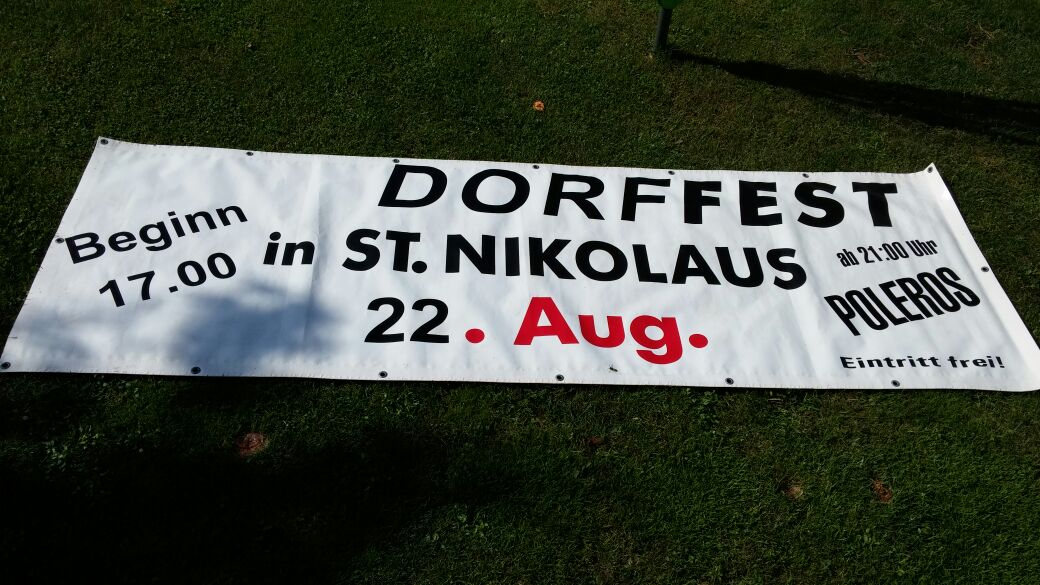 DORFFEST
Beginn
17.00
in ST. NIKOLAUS
22. Aug.
ab 21:00 Uhr
POLEROS
Eintritt frei!